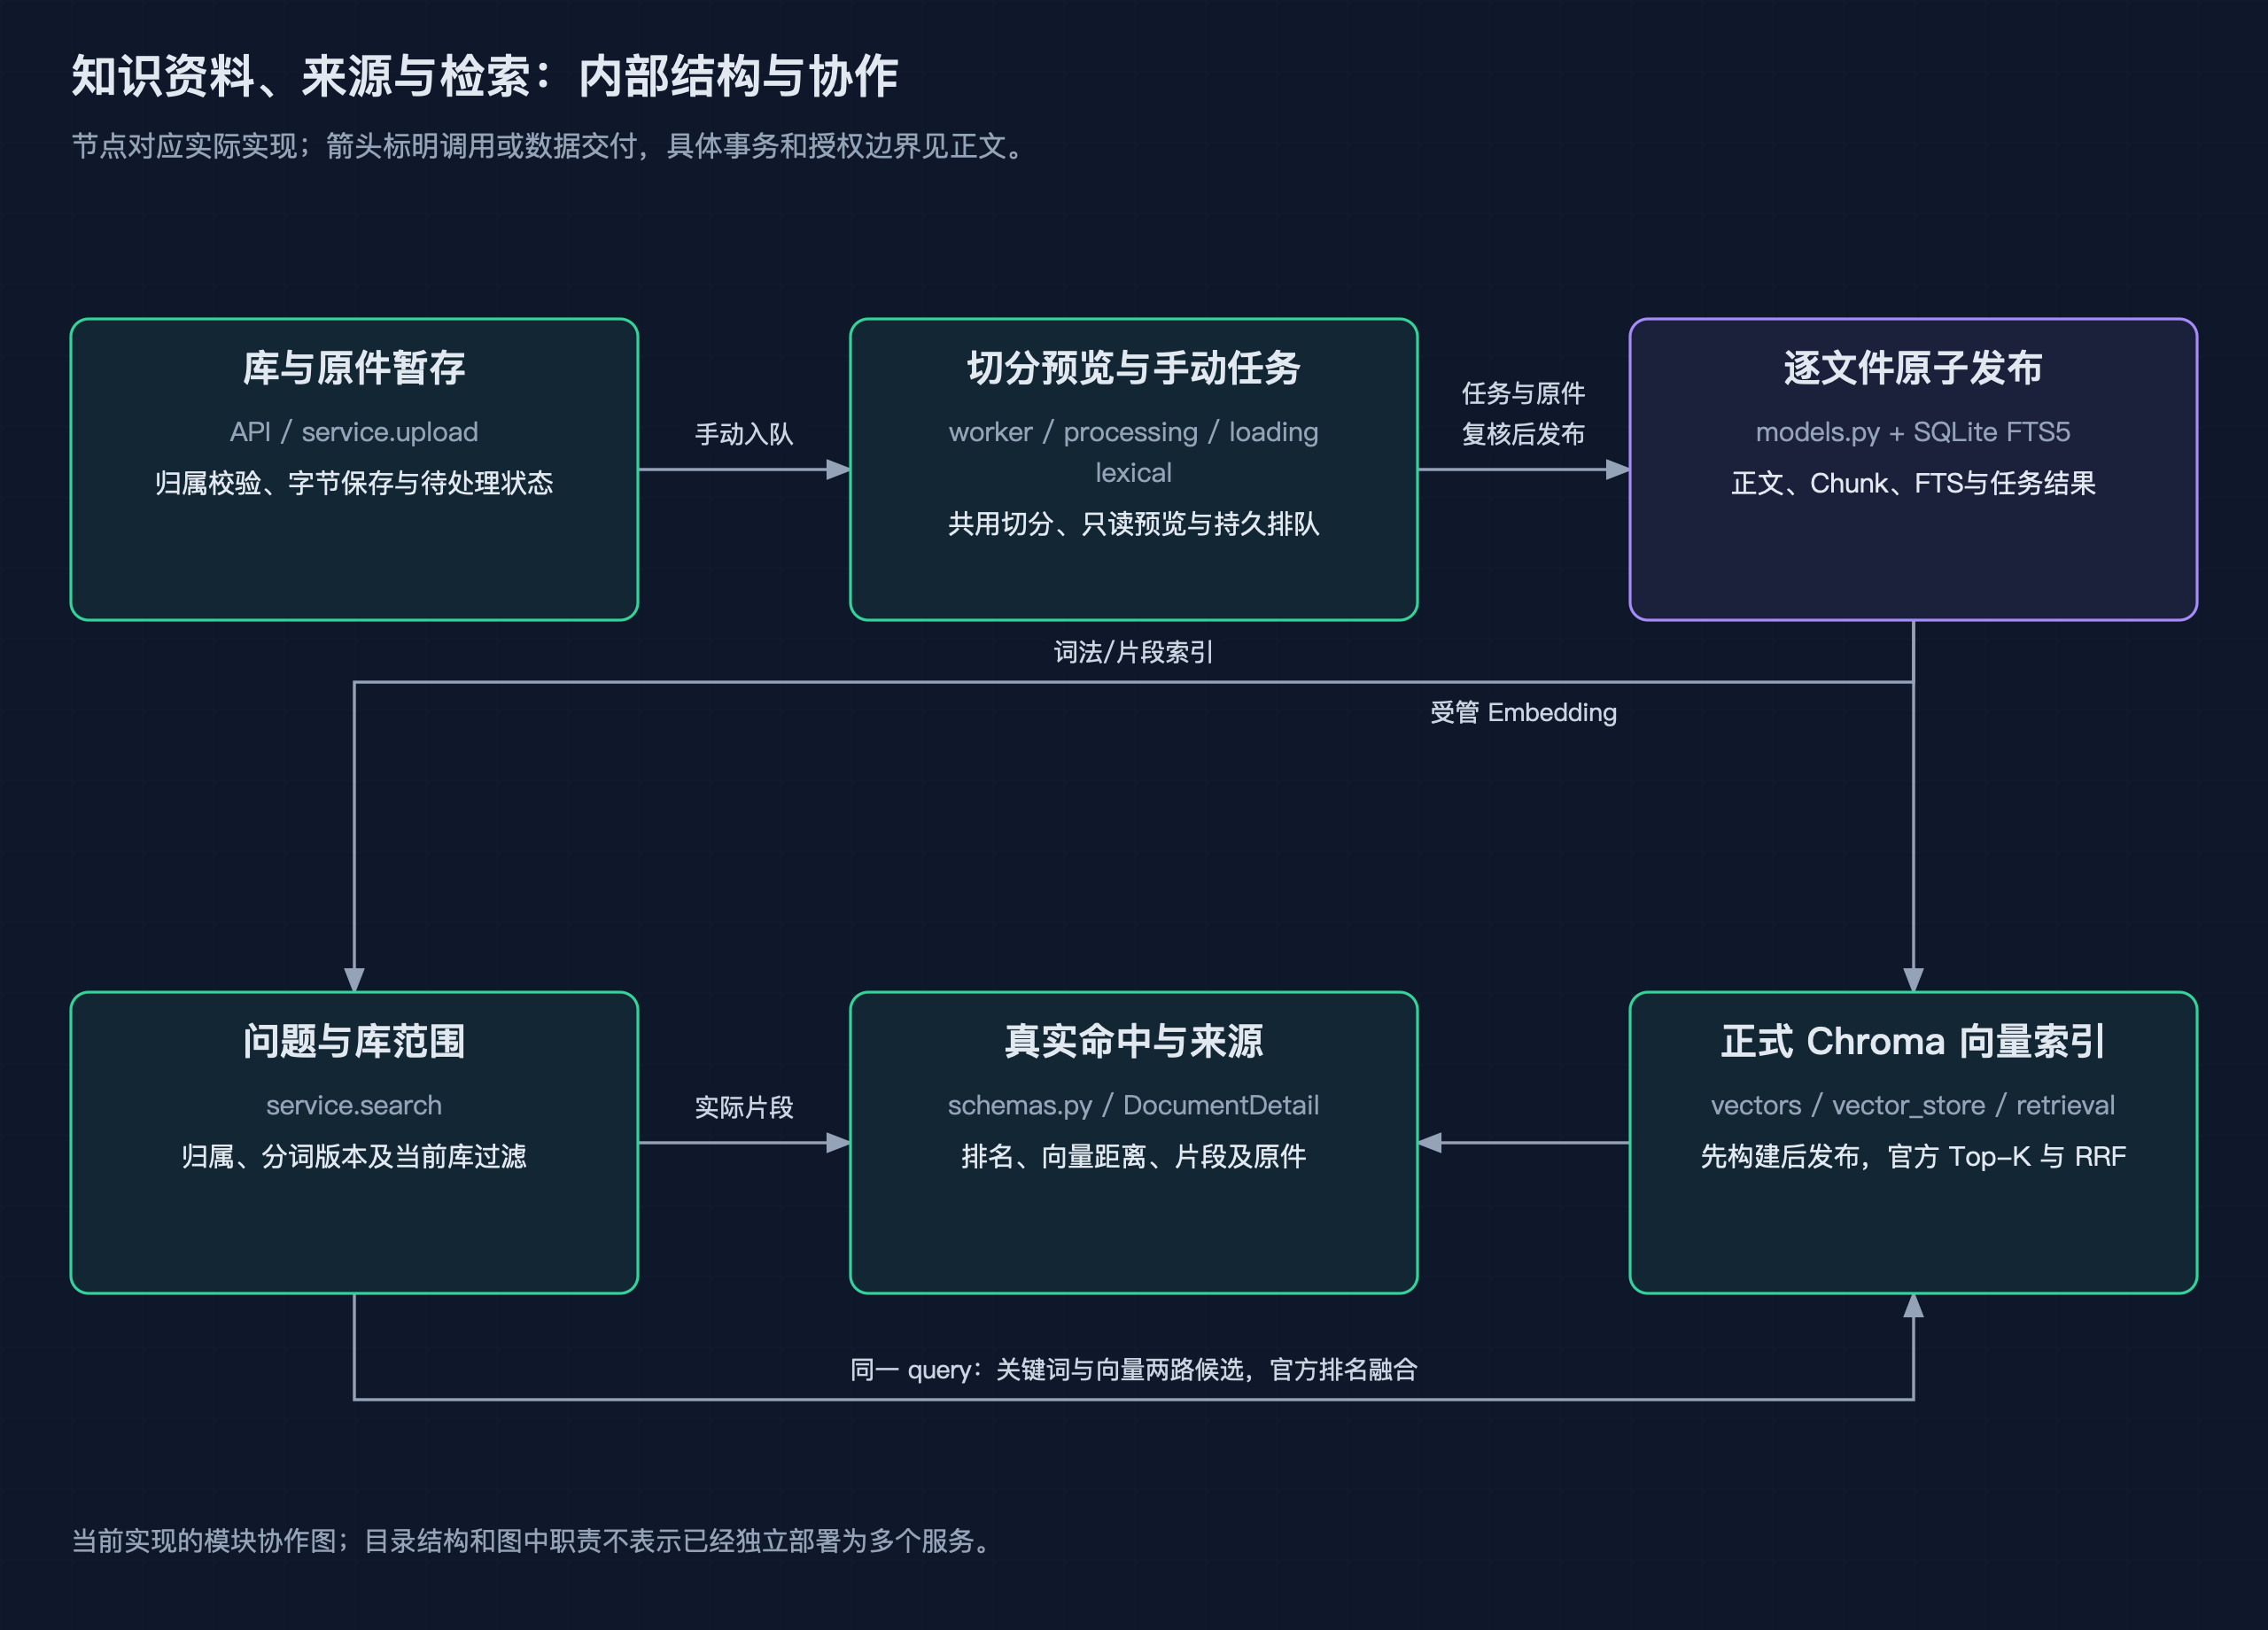 知识资料、来源与检索：内部结构与协作
节点对应实际实现；箭头标明调用或数据交付，具体事务和授权边界见正文。
库与原件暂存
API / service.upload
归属校验、字节保存与待处理状态
手动入队
切分预览与手动任务
worker / processing / loading
lexical
共用切分、只读预览与持久排队
任务与原件
复核后发布
逐文件原子发布
models.py + SQLite FTS5
正文、Chunk、FTS与任务结果
词法/片段索引
受管 Embedding
问题与库范围
service.search
归属、分词版本及当前库过滤
实际片段
真实命中与来源
schemas.py / DocumentDetail
排名、向量距离、片段及原件
正式 Chroma 向量索引
vectors / vector_store / retrieval
先构建后发布，官方 Top-K 与 RRF
同一 query：关键词与向量两路候选，官方排名融合
当前实现的模块协作图；目录结构和图中职责不表示已经独立部署为多个服务。